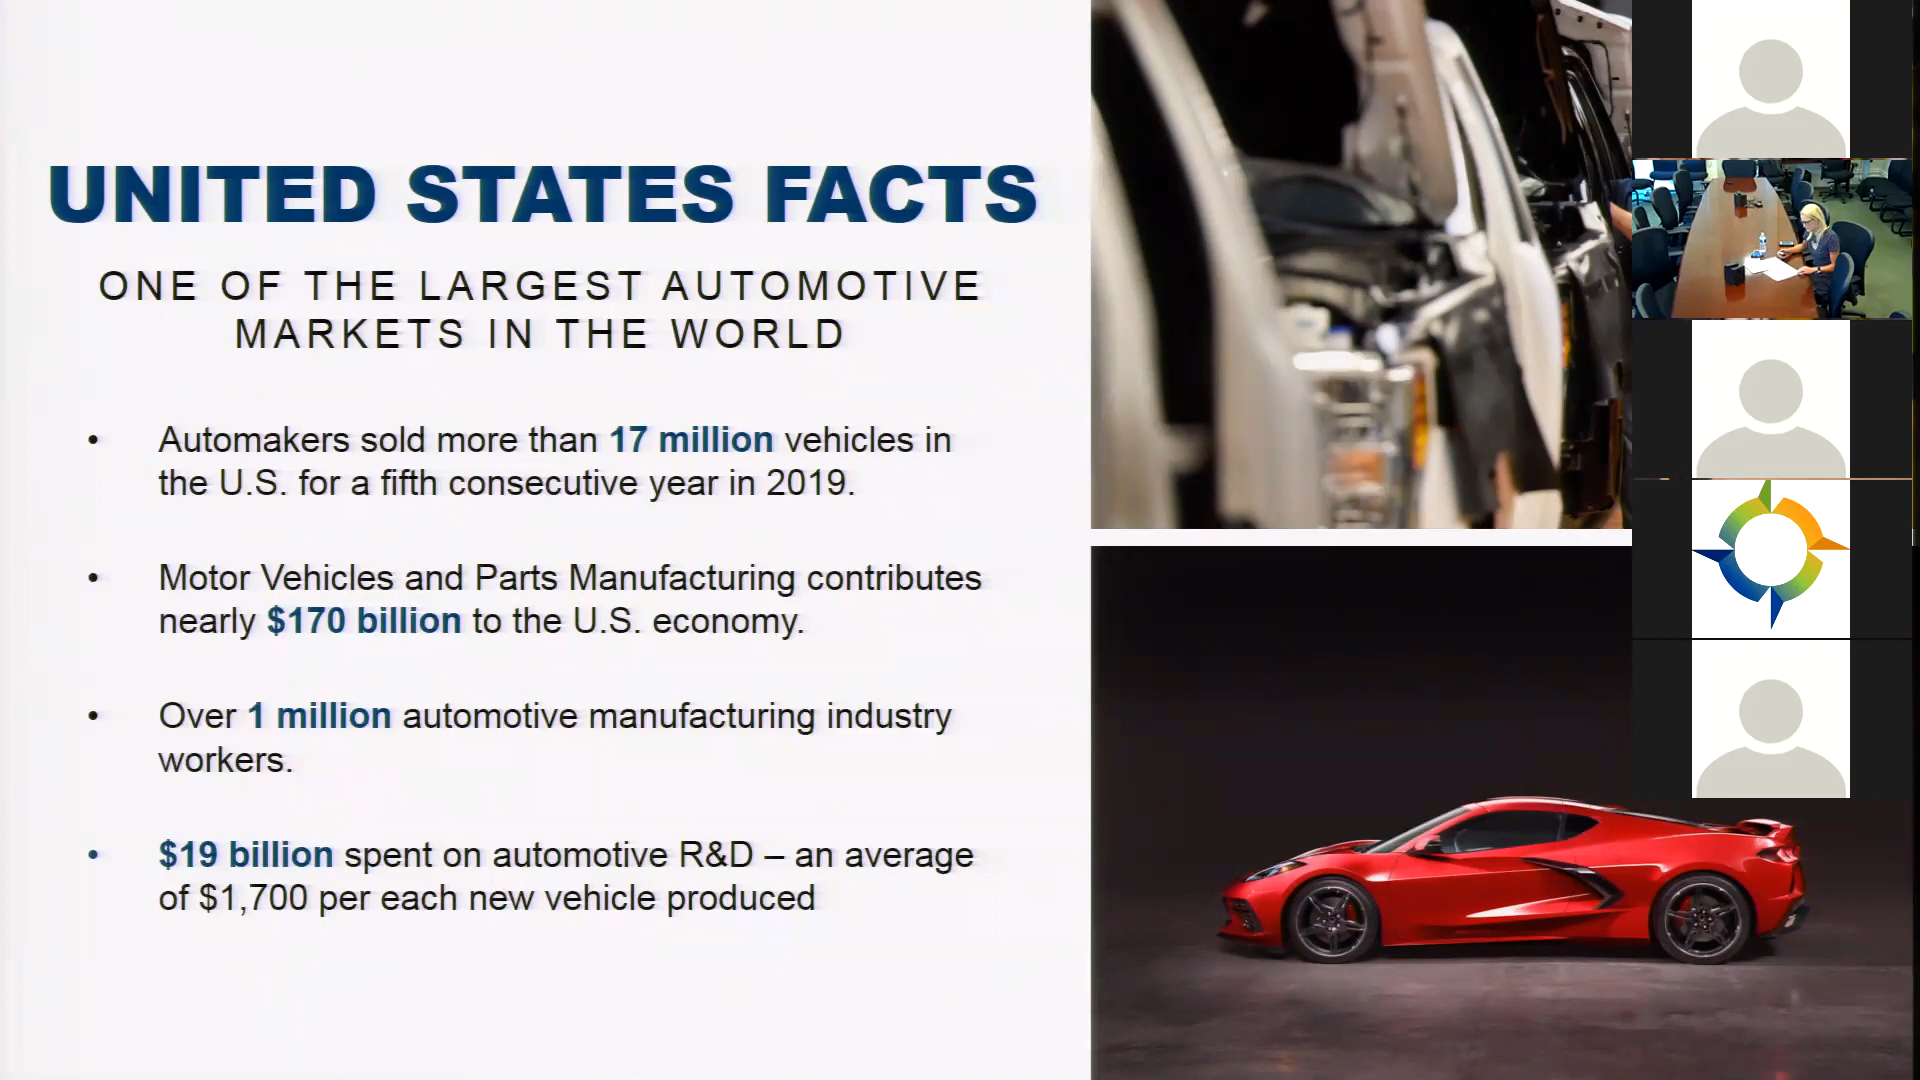 UNITED STATES FACTS
ONE OF THE LARGEST AUTOMOTIVE
MARKETS IN THE WORLD
• Automakers sold more than 17 million vehicles in
the U.S. for a fifth consecutive year in 2019.
• Motor Vehicles and Parts Manufacturing contributes
nearly $170 billion to the U.S. economy.
• Over 1 million automotive manufacturing industry
workers.
• $19 billion spent on automotive R&D – an average
of $1,700 per each new vehicle produced